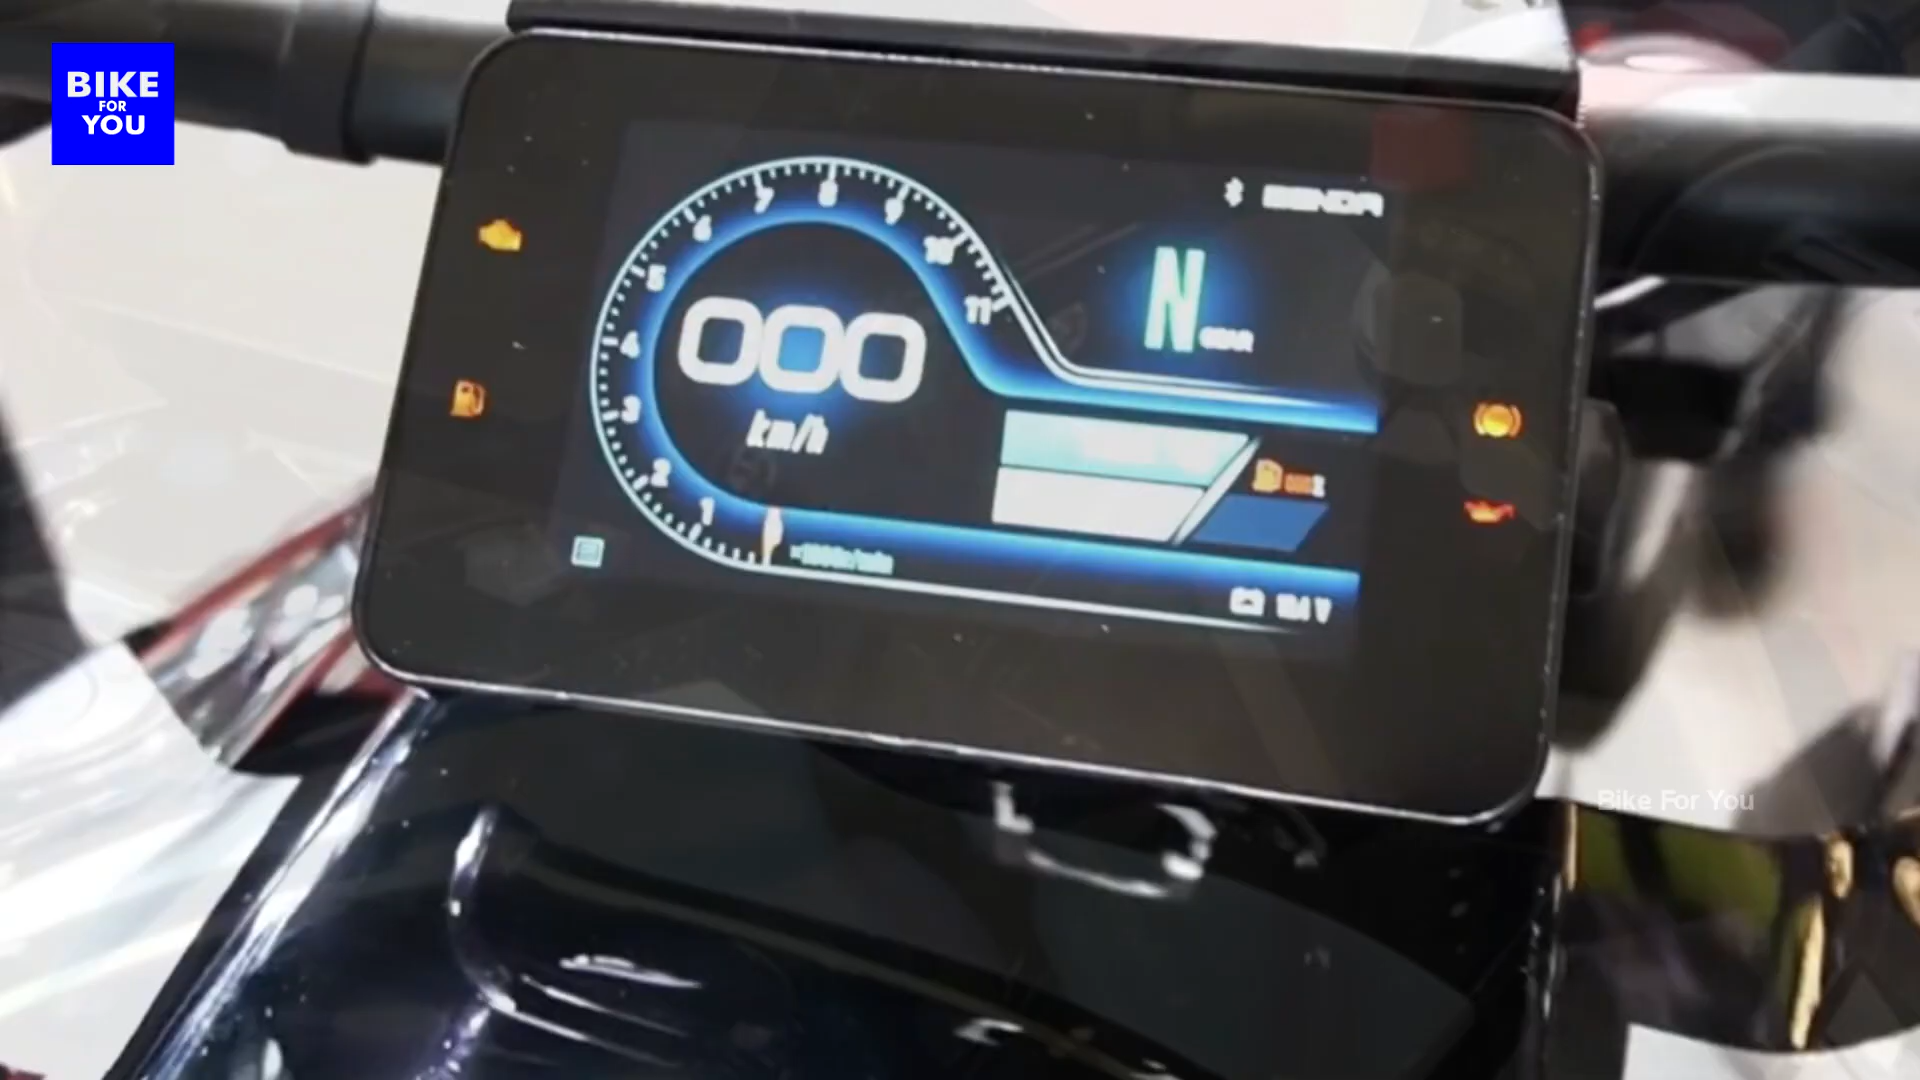 BIKE
FOR
YOU
BENDA
7 8 9
6 10
5 11
N
GEAR
4
000
3
km/h
2
1
V
Bike For You